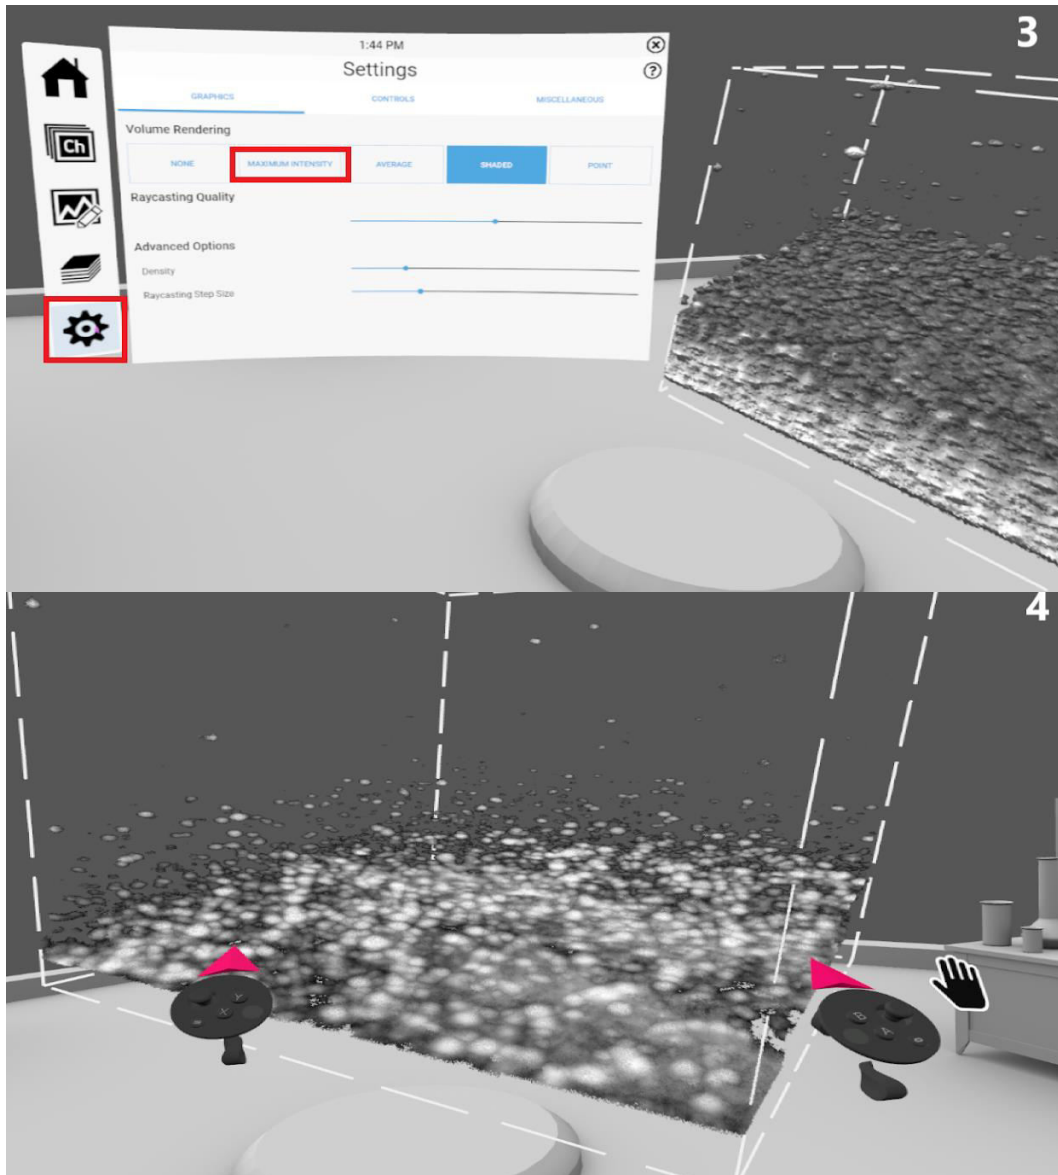 3
1:44 PM
Settings
GRAPHICS
CONTROLS
MISCELLANEOUS
Ch
Volume Rendering
NONE
MAXIMUM INTENSITY
AVERAGE
SHADED
POINT
Raycasting Quality
Advanced Options
Density
Raycasting Step Size
4
Y
X
B
A